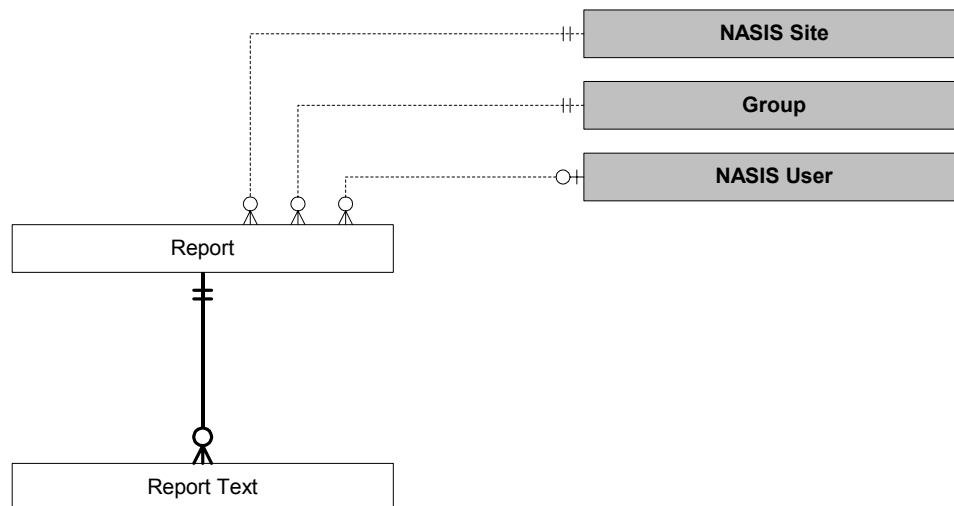 NASIS Site
Group
NASIS User
Report
Report Text